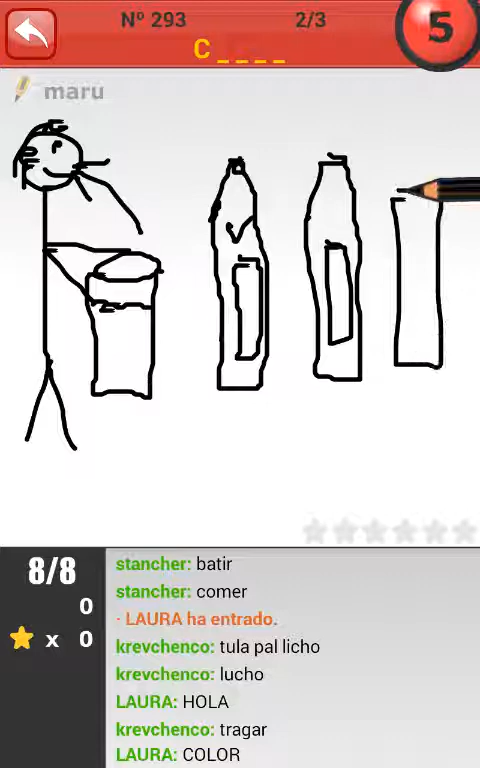 Nº 293 2/3 5
C _ _ _ _
maru
8/8
0
x 0
stancher: batir
stancher: comer
· LAURA ha entrado.
krevchenco: tula pal licho
krevchenco: lucho
LAURA: HOLA
krevchenco: tragar
LAURA: COLOR